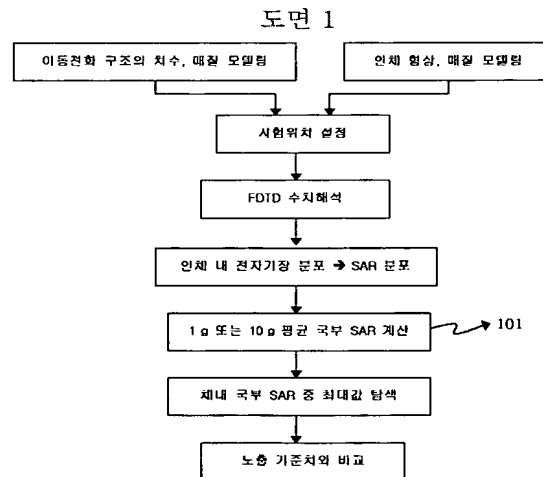 도면 1
이동전화 구조의 치수, 매질 모델링
인체 형상, 매질 모델링
시험위치 설정
FDTD 수치해석
인체 내 전자기장 분포 → SAR 분포
1 g 또는 10 g 평균 국부 SAR 계산
101
체내 국부 SAR 중 최대값 탐색
노출 기준치와 비교